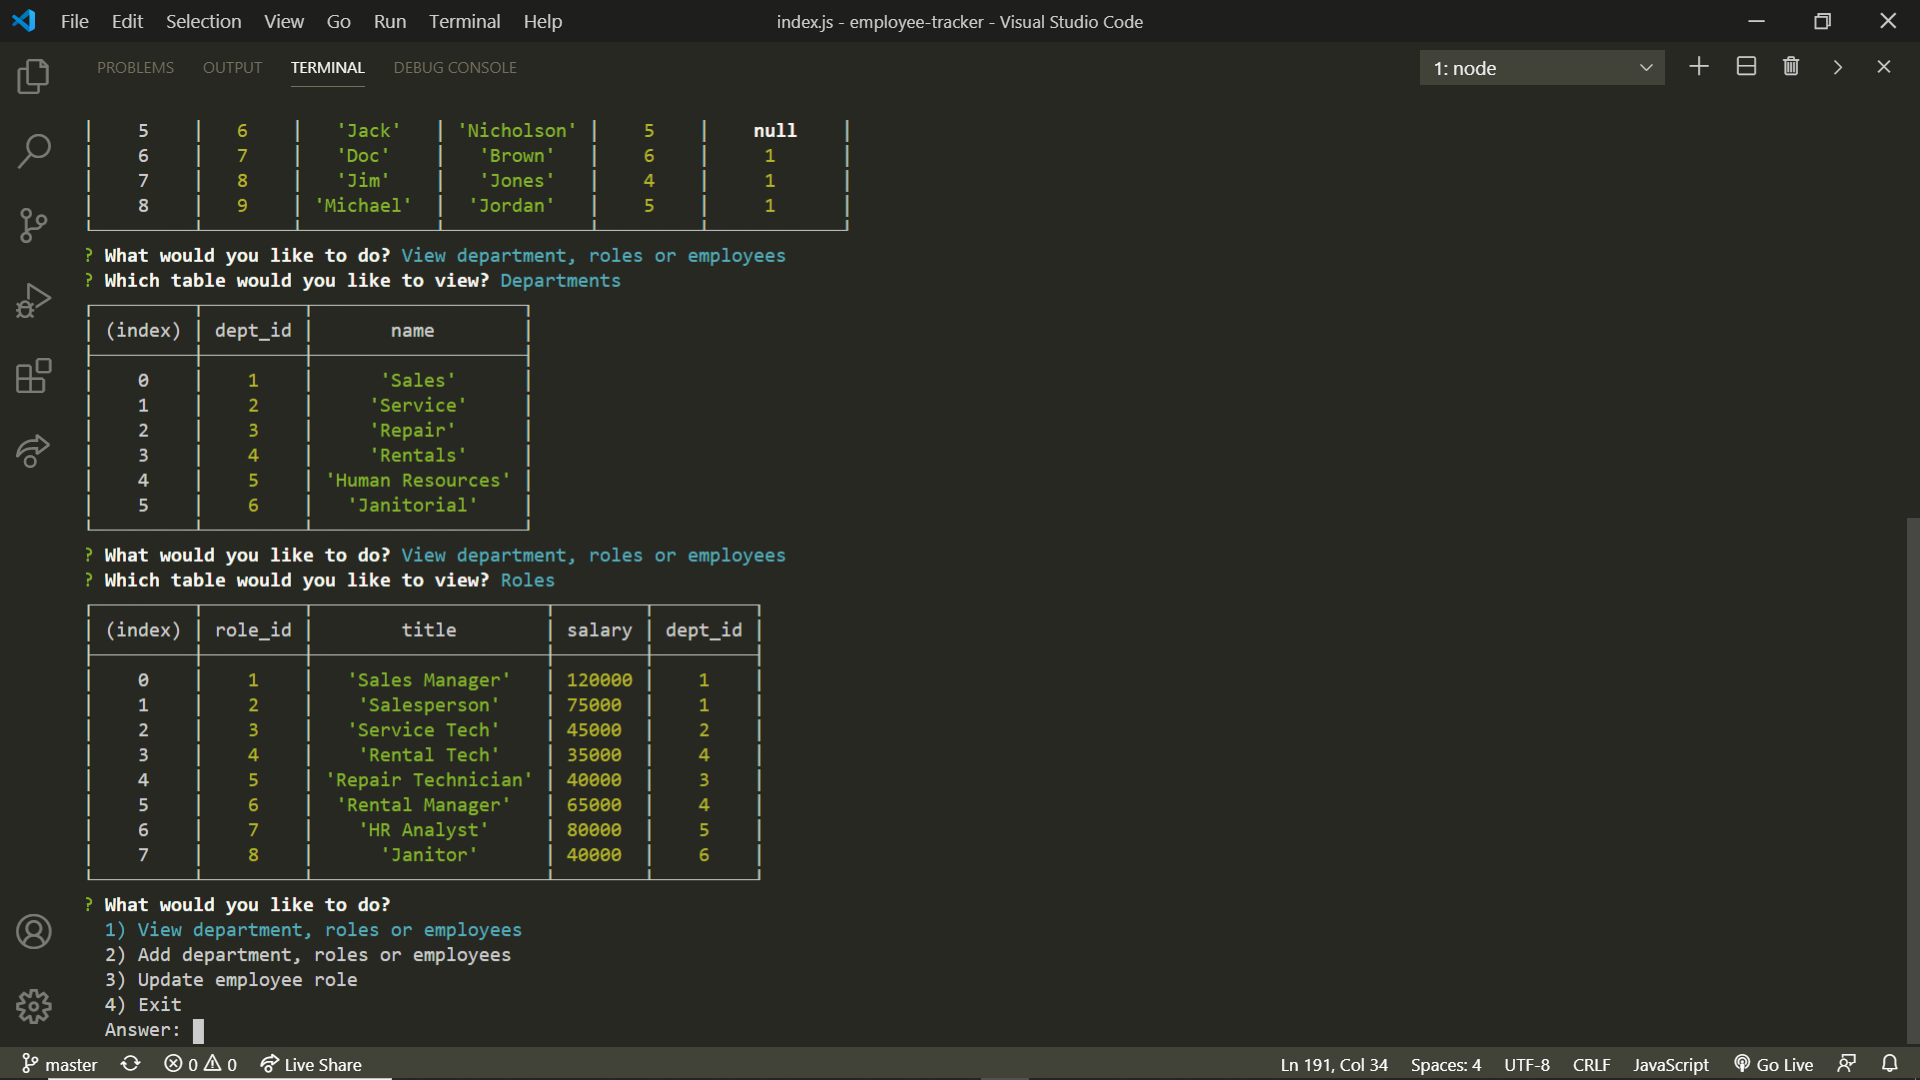 File Edit Selection View Go Run Terminal Help index.js - employee-tracker - Visual Studio Code
PROBLEMS OUTPUT TERMINAL DEBUG CONSOLE 1: node
5 6 'Jack' 'Nicholson' 5 null
6 7 'Doc' 'Brown' 6 1
7 8 'Jim' 'Jones' 4 1
8 9 'Michael' 'Jordan' 5 1
? What would you like to do? View department, roles or employees
? Which table would you like to view? Departments
(index) dept_id name
0 1 'Sales'
1 2 'Service'
2 3 'Repair'
3 4 'Rentals'
4 5 'Human Resources'
5 6 'Janitorial'
? What would you like to do? View department, roles or employees
? Which table would you like to view? Roles
(index) role_id title salary dept_id
0 1 'Sales Manager' 120000 1
1 2 'Salesperson' 75000 1
2 3 'Service Tech' 45000 2
3 4 'Rental Tech' 35000 4
4 5 'Repair Technician' 40000 3
5 6 'Rental Manager' 65000 4
6 7 'HR Analyst' 80000 5
7 8 'Janitor' 40000 6
? What would you like to do?
1) View department, roles or employees
2) Add department, roles or employees
3) Update employee role
4) Exit
Answer:
master 0 0 Live Share Ln 191, Col 34 Spaces: 4 UTF-8 CRLF JavaScript Go Live